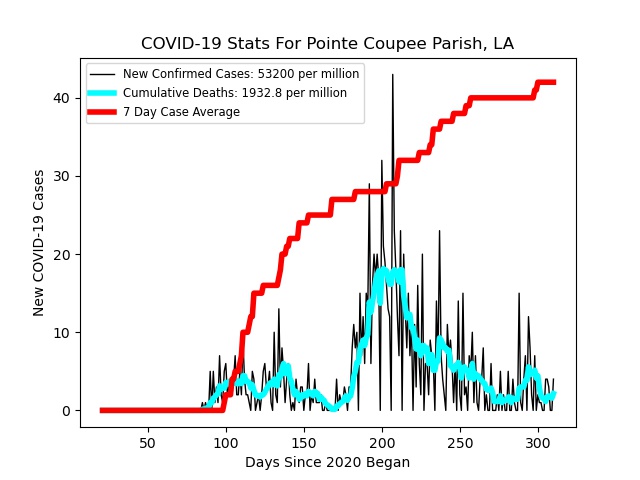 COVID-19 Stats For Pointe Coupee Parish, LA
New Confirmed Cases: 53200 per million
Cumulative Deaths: 1932.8 per million
7 Day Case Average
New COVID-19 Cases
40
30
20
10
0
50 100 150 200 250 300
Days Since 2020 Began